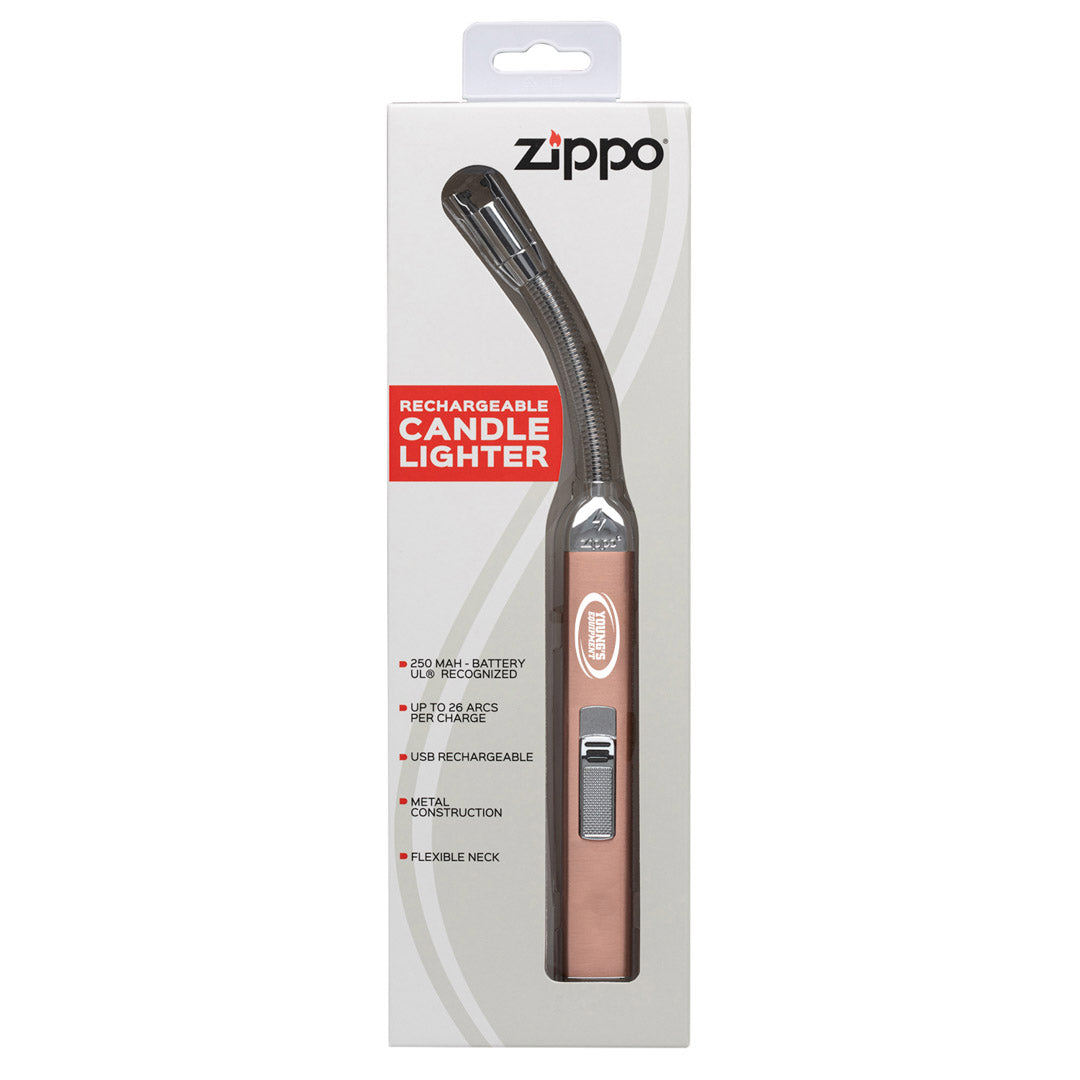 zippo®
RECHARGEABLE
CANDLE
LIGHTER
zippo
YOUNG'S
EQUIPMENT
250 MAH - BATTERY
UL® RECOGNIZED
UP TO 26 ARCS
PER CHARGE
USB RECHARGEABLE
METAL
CONSTRUCTION
FLEXIBLE NECK